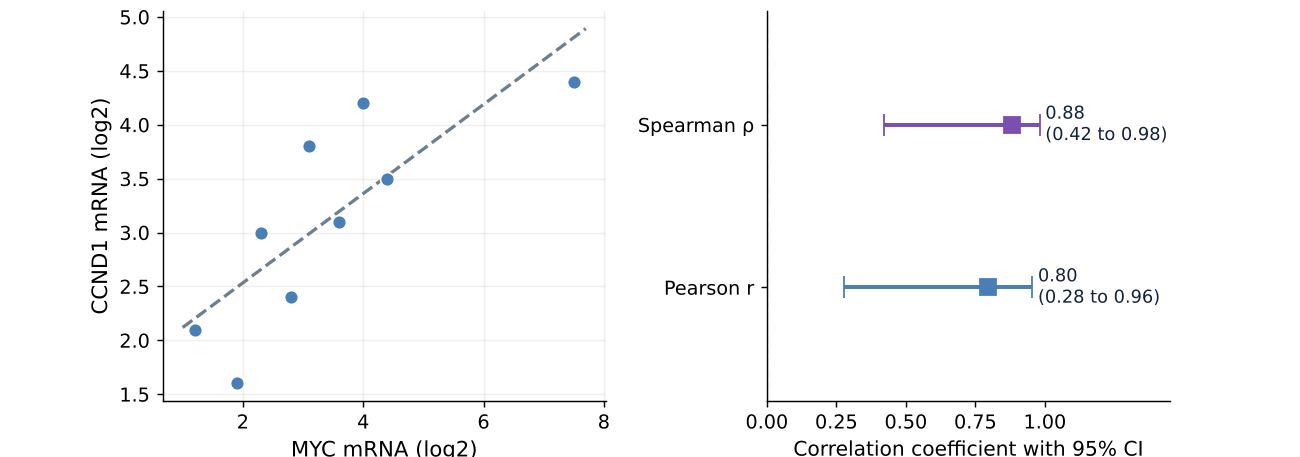 5.0
4.5
4.0
3.5
3.0
2.5
2.0
1.5
CCND1 mRNA (log2)
2 4 6 8
MYC mRNA (log2)
Spearman ρ
0.88
(0.42 to 0.98)
Pearson r
0.80
(0.28 to 0.96)
0.00 0.25 0.50 0.75 1.00
Correlation coefficient with 95% CI